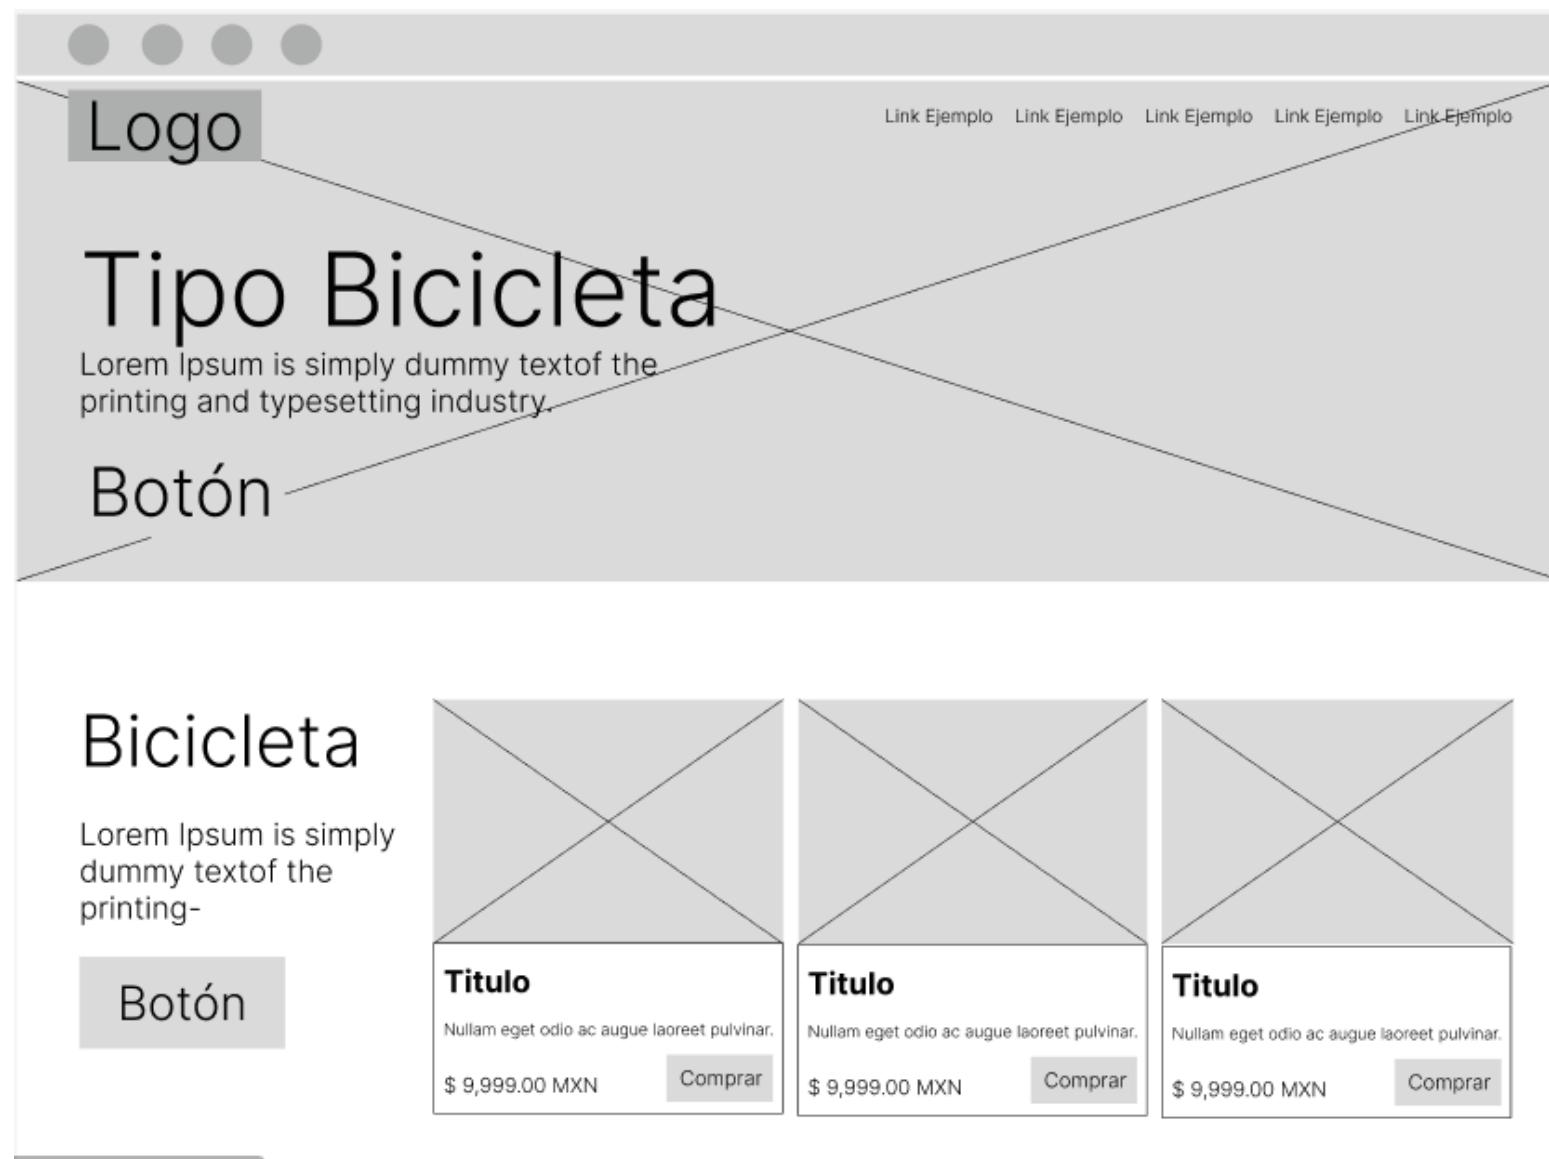 Logo
Link Ejemplo Link Ejemplo Link Ejemplo Link Ejemplo Link Ejemplo
Tipo Bicicleta
Lorem Ipsum is simply dummy textof the
printing and typesetting industry.
Botón
Bicicleta
Lorem Ipsum is simply
dummy textof the
printing-
Botón
Titulo
Nullam eget odio ac augue laoreet pulvinar.
$ 9,999.00 MXN Comprar
Titulo
Nullam eget odio ac augue laoreet pulvinar.
$ 9,999.00 MXN Comprar
Titulo
Nullam eget odio ac augue laoreet pulvinar.
$ 9,999.00 MXN Comprar